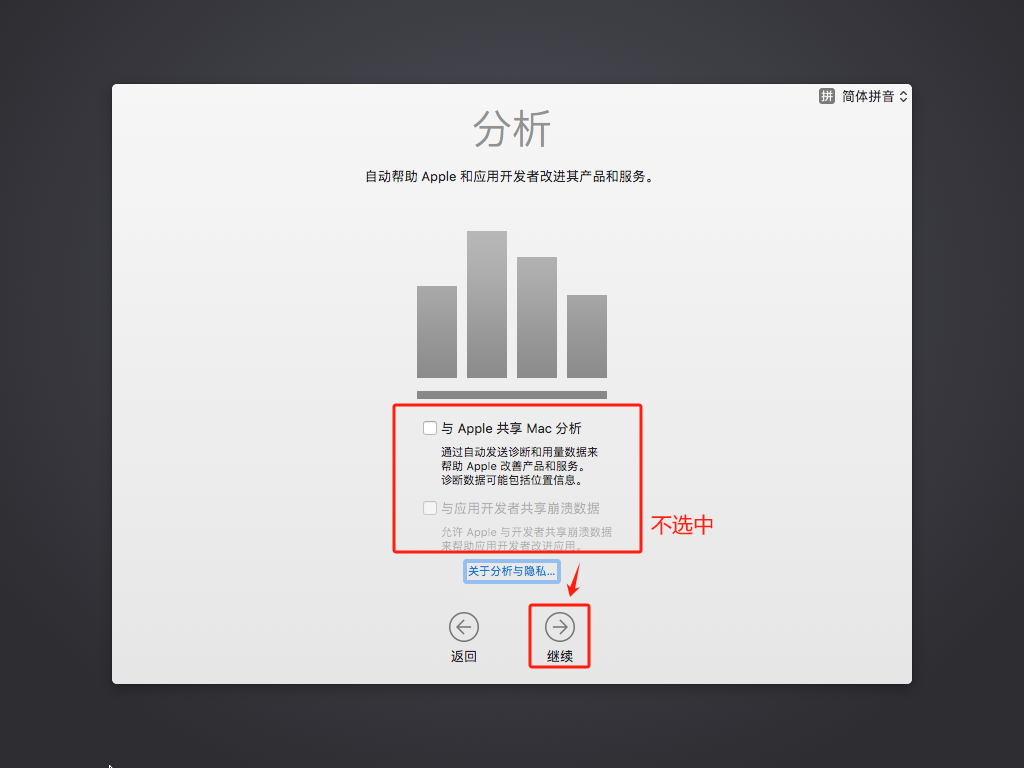 拼 简体拼音
分析
自动帮助 Apple 和应用开发者改进其产品和服务。
与 Apple 共享 Mac 分析
通过自动发送诊断和用量数据来
帮助 Apple 改善产品和服务。
诊断数据可能包括位置信息。
与应用开发者共享崩溃数据
不选中
允许 Apple 与开发者共享崩溃数据
来帮助应用开发者改进应用。
关于分析与隐私...
返回
继续